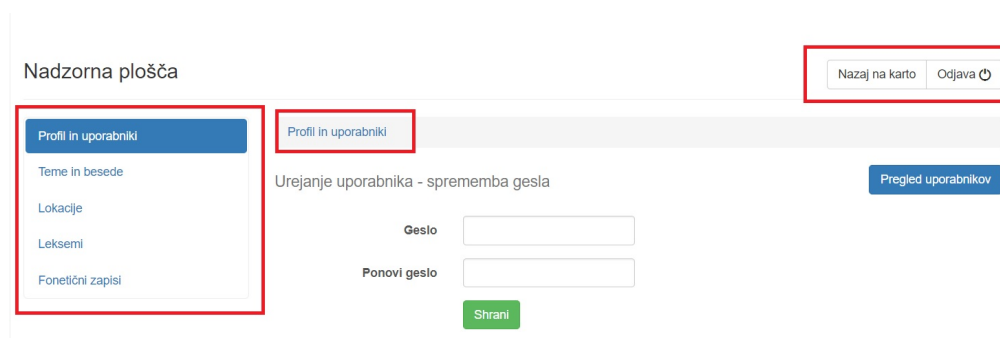 Nadzorna plošča
Nazaj na karto
Odjava
Profil in uporabniki
Teme in besede
Lokacije
Leksemi
Fonetični zapisi
Profil in uporabniki
Urejanje uporabnika - sprememba gesla
Pregled uporabnikov
Geslo
Ponovi geslo
Shrani